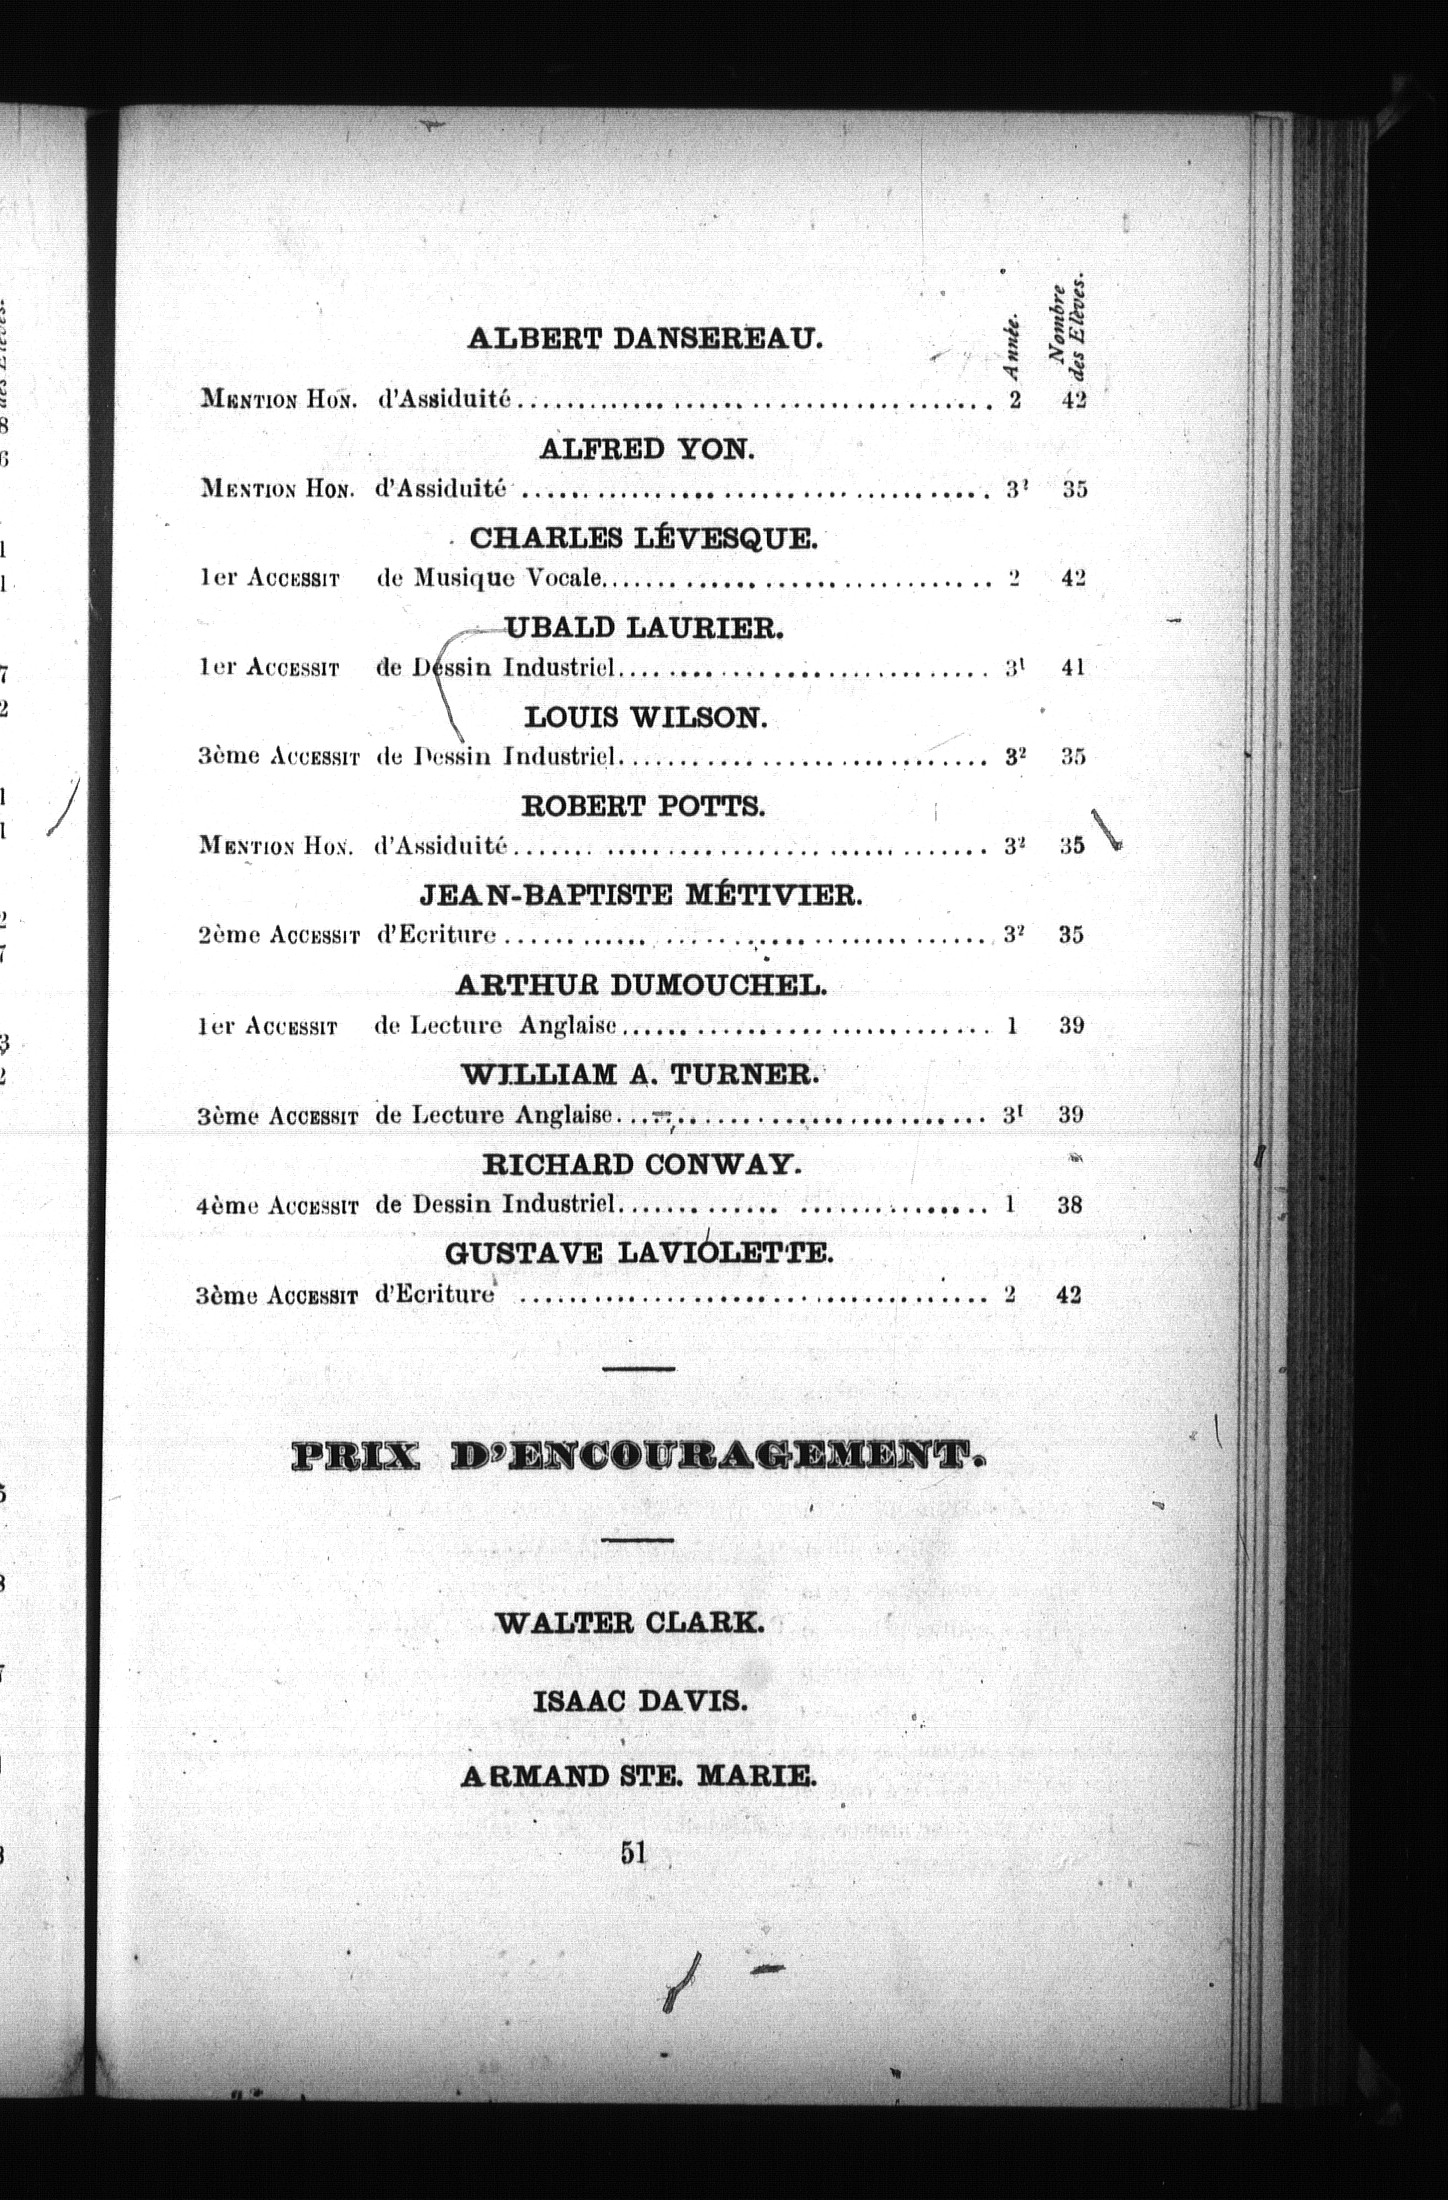 Année.
Nombre
des Elèves.
ALBERT DANSEREAU.
MENTION HON. d'Assiduité........................................ 2 42
ALFRED YON.
MENTION HON. d'Assiduité ........................................ 3² 35
CHARLES LÉVESQUE.
1er ACCESSIT de Musique Vocale................................ 2 42
UBALD LAURIER.
1er ACCESSIT de Dessin Industriel............................... 3¹ 41
LOUIS WILSON.
3ème ACCESSIT de Dessin Industriel............................... 3² 35
ROBERT POTTS.
MENTION HON. d'Assiduité........................................ 3² 35
JEAN-BAPTISTE MÉTIVIER.
2ème ACCESSIT d'Ecriture........................................ 3² 35
ARTHUR DUMOUCHEL.
1er ACCESSIT de Lecture Anglaise............................... 1 39
WILLIAM A. TURNER.
3ème ACCESSIT de Lecture Anglaise............................... 3¹ 39
RICHARD CONWAY.
4ème ACCESSIT de Dessin Industriel............................... 1 38
GUSTAVE LAVIOLETTE.
3ème ACCESSIT d'Ecriture ........................................ 2 42
PRIX D'ENCOURAGEMENT.
WALTER CLARK.
ISAAC DAVIS.
ARMAND STE. MARIE.
51